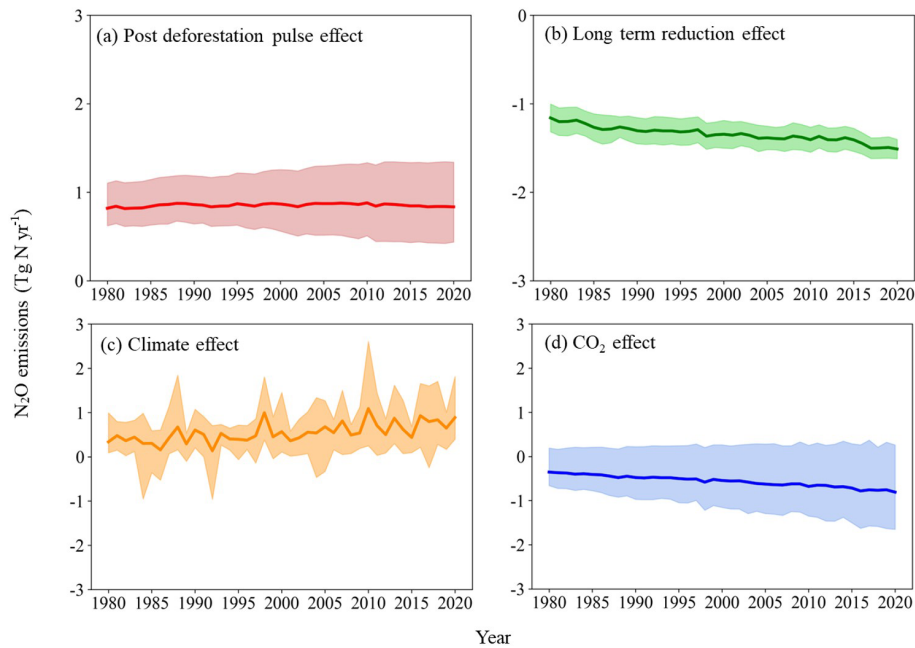 (a) Post deforestation pulse effect
3
2
1
0
1980 1985 1990 1995 2000 2005 2010 2015 2020
(b) Long term reduction effect
-0
-1
-2
-3
1980 1985 1990 1995 2000 2005 2010 2015 2020
N₂O emissions (Tg N yr⁻¹)
(c) Climate effect
3
2
1
0
-1
-2
-3
1980 1985 1990 1995 2000 2005 2010 2015 2020
(d) CO₂ effect
3
2
1
0
-1
-2
-3
1980 1985 1990 1995 2000 2005 2010 2015 2020
Year